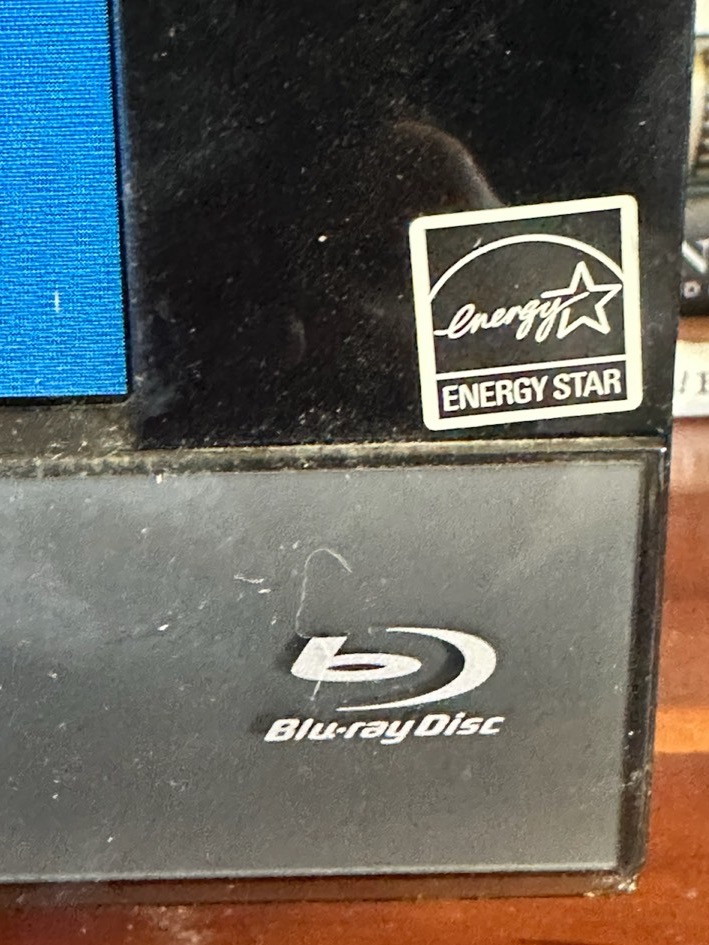 energy
ENERGY STAR
Blu-ray Disc